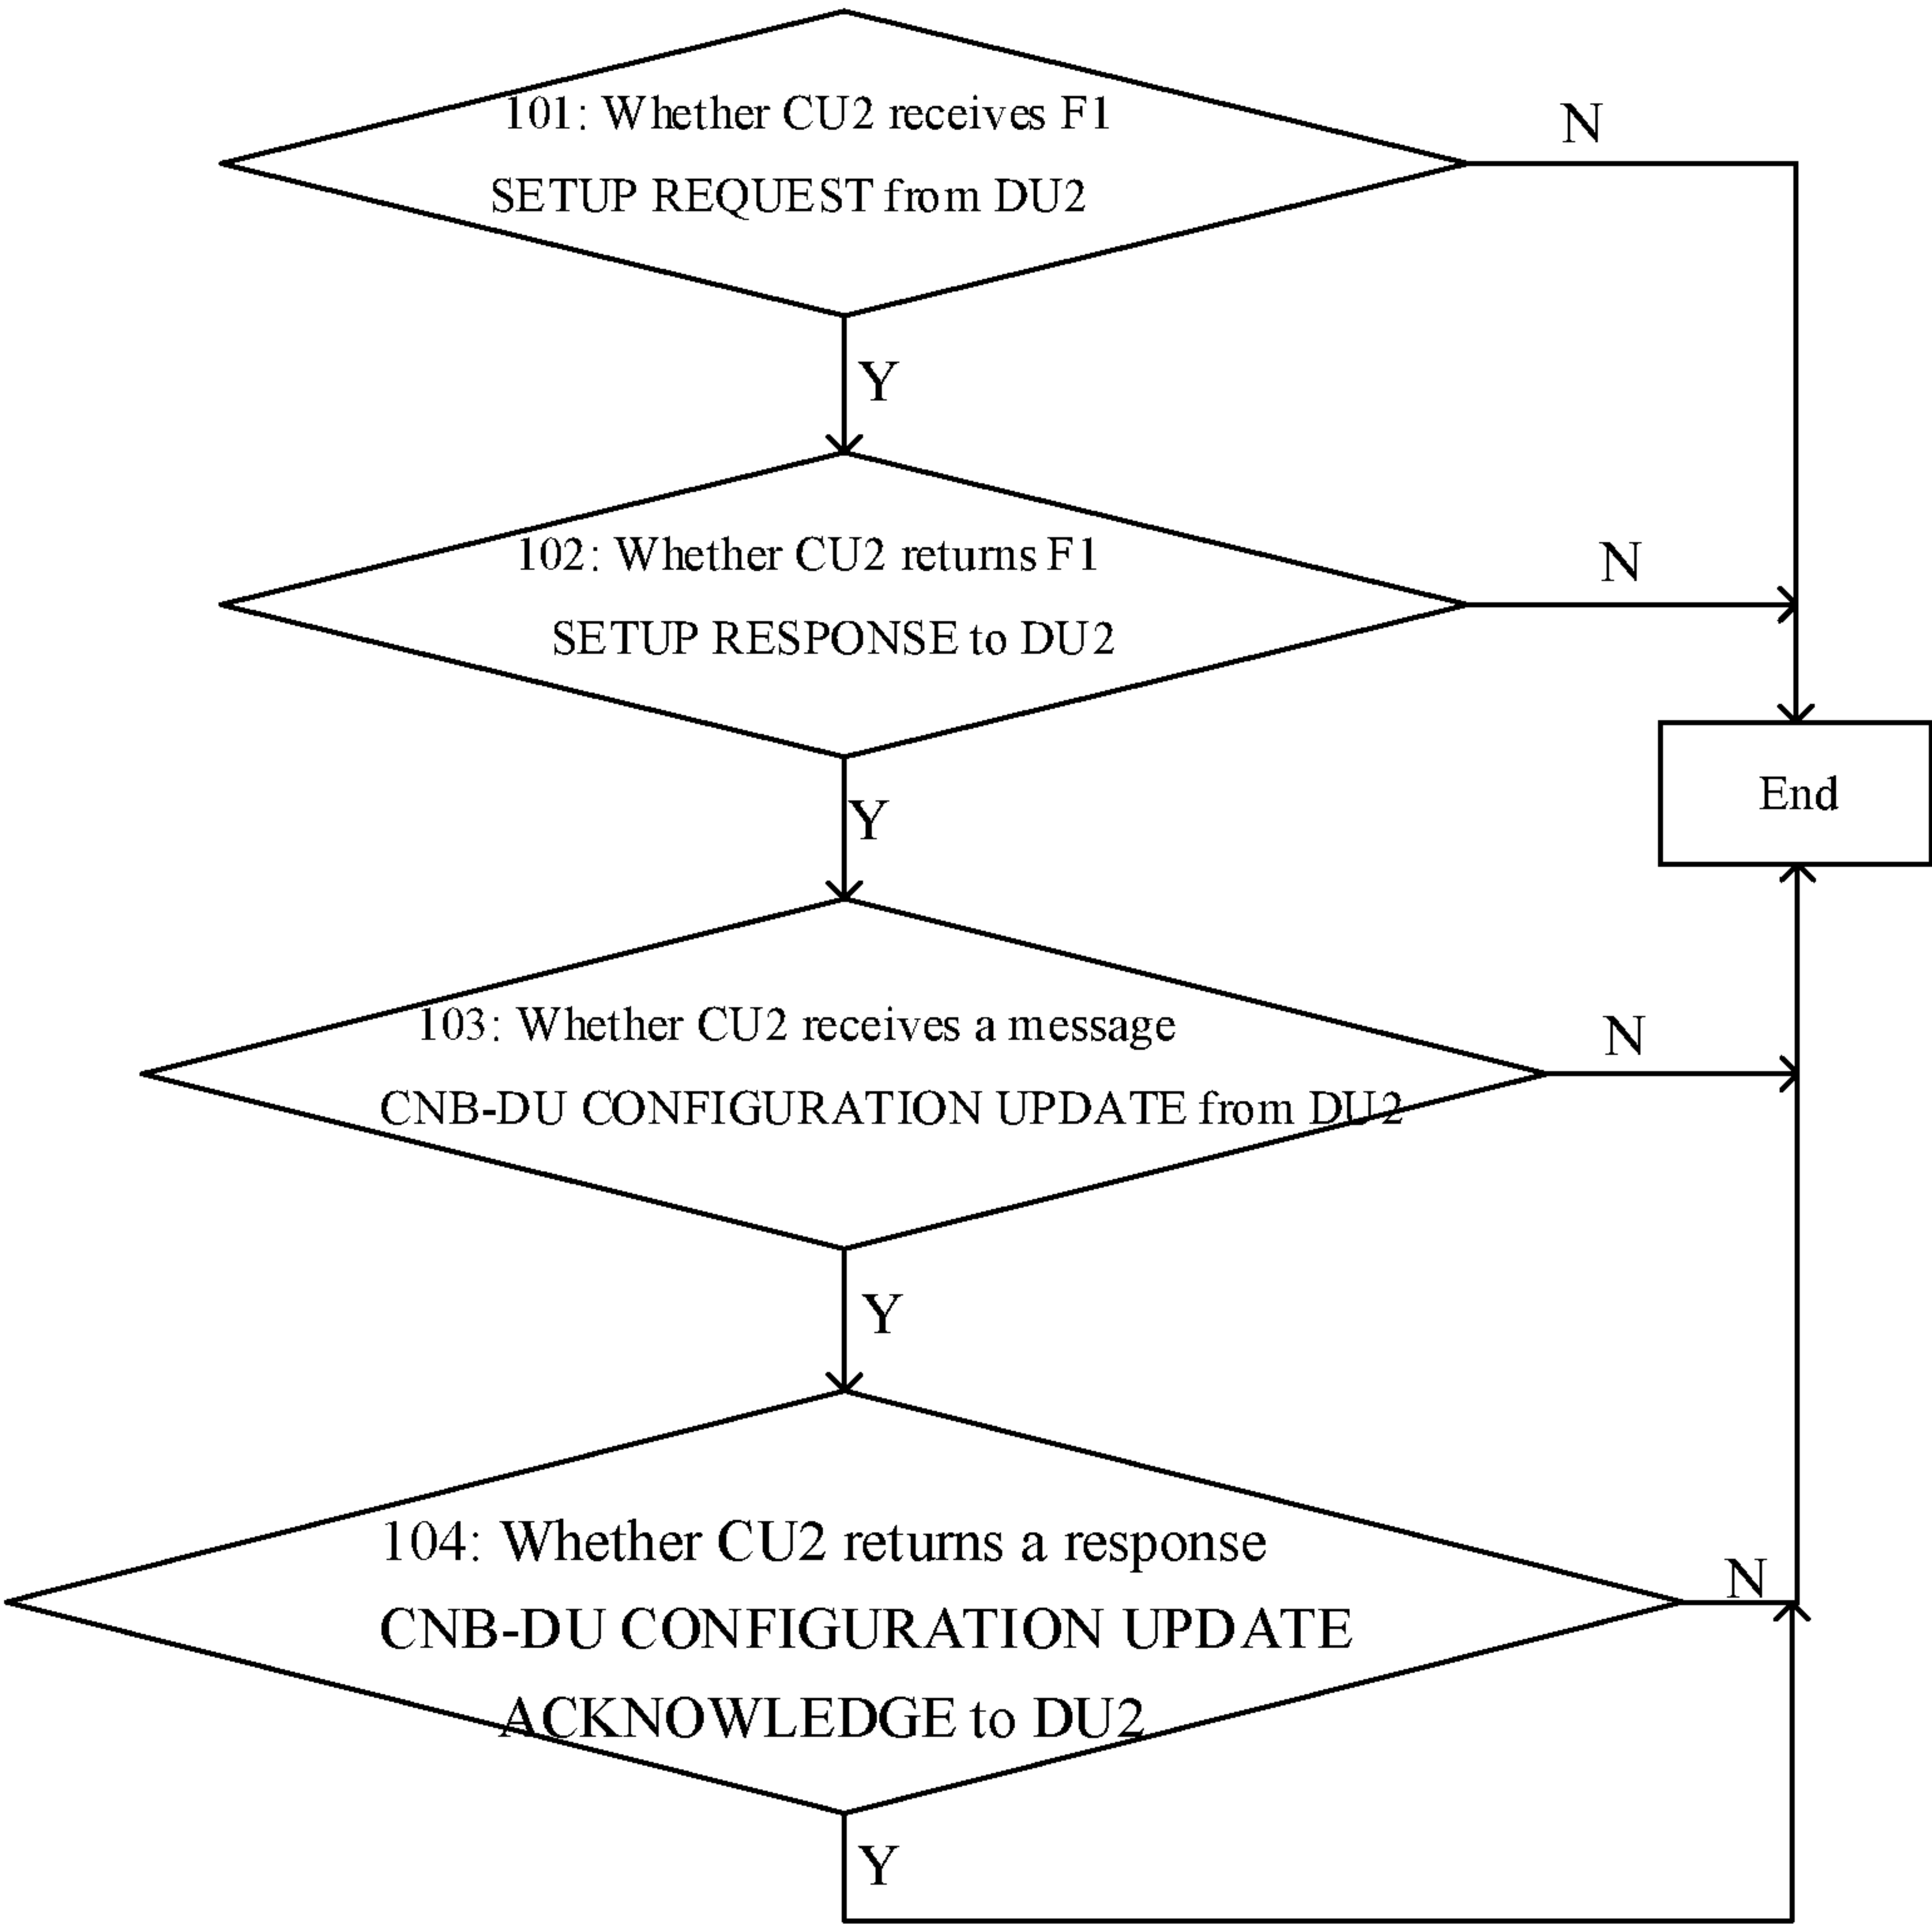 101: Whether CU2 receives F1
SETUP REQUEST from DU2
N
Y
102: Whether CU2 returns F1
SETUP RESPONSE to DU2
N
End
Y
103: Whether CU2 receives a message
CNB-DU CONFIGURATION UPDATE from DU2
N
Y
104: Whether CU2 returns a response
CNB-DU CONFIGURATION UPDATE
ACKNOWLEDGE to DU2
N
Y